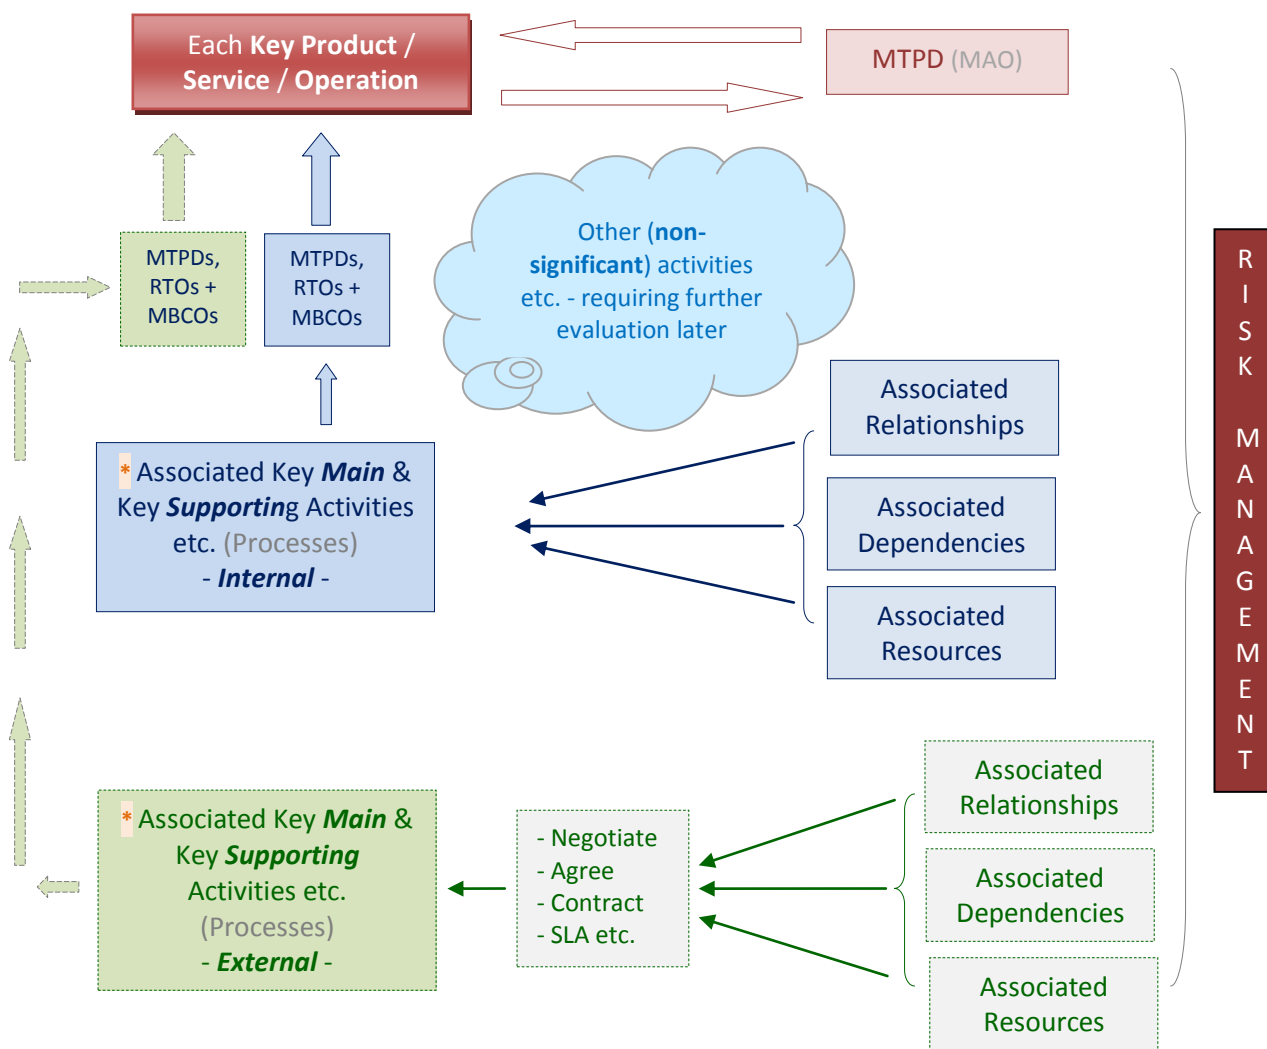 Each Key Product /
Service / Operation
MTPD (MAO)
MTPDs,
RTOs +
MBCOs
MTPDs,
RTOs +
MBCOs
Other (non-
significant) activities
etc. - requiring further
evaluation later
Associated
Relationships
* Associated Key Main &
Key Supporting Activities
etc. (Processes)
- Internal -
Associated
Dependencies
Associated
Resources
R
I
S
K
M
A
N
A
G
E
M
E
N
T
* Associated Key Main &
Key Supporting
Activities etc.
(Processes)
- External -
- Negotiate
- Agree
- Contract
- SLA etc.
Associated
Relationships
Associated
Dependencies
Associated
Resources